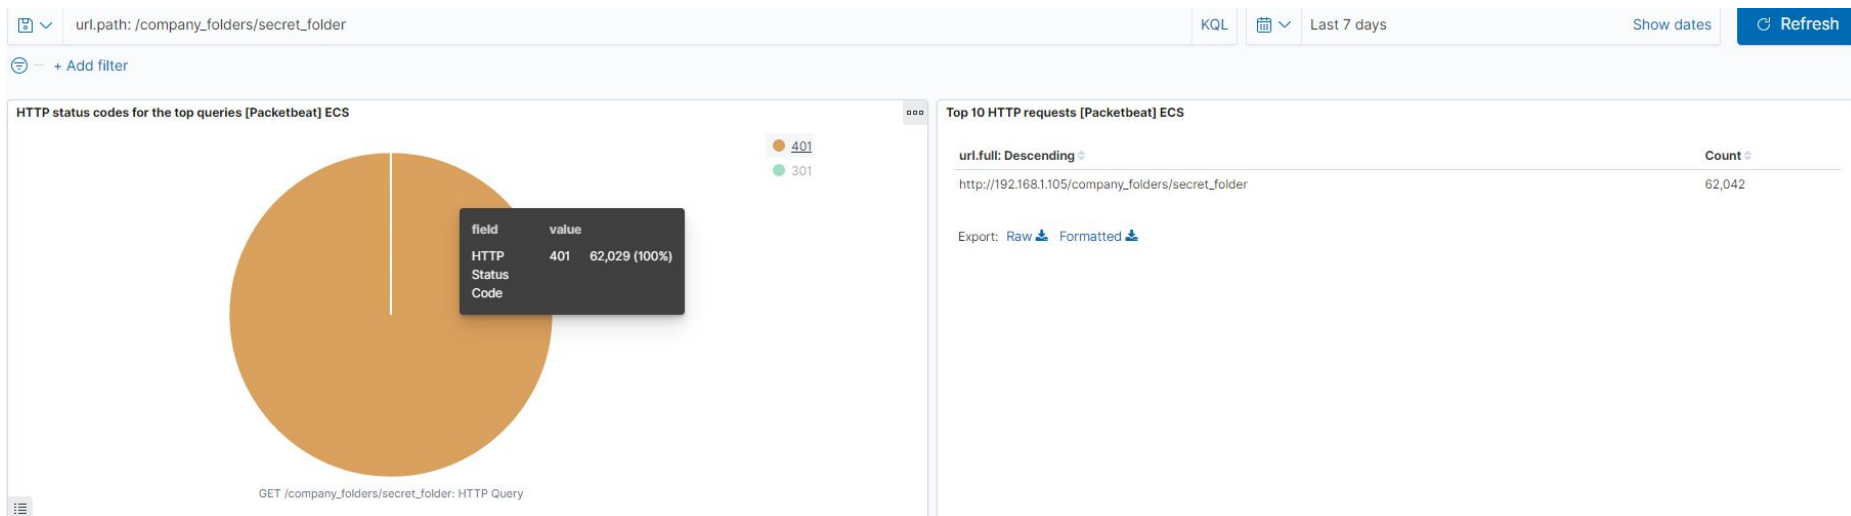 url.path: /company_folders/secret_folder
KQL
Last 7 days
Show dates
Refresh
+ Add filter
HTTP status codes for the top queries [Packetbeat] ECS
401
301
field value
HTTP Status Code 401 62,029 (100%)
GET /company_folders/secret_folder: HTTP Query
Top 10 HTTP requests [Packetbeat] ECS
url.full: Descending Count
http://192.168.1.105/company_folders/secret_folder 62,042
Export: Raw Formatted